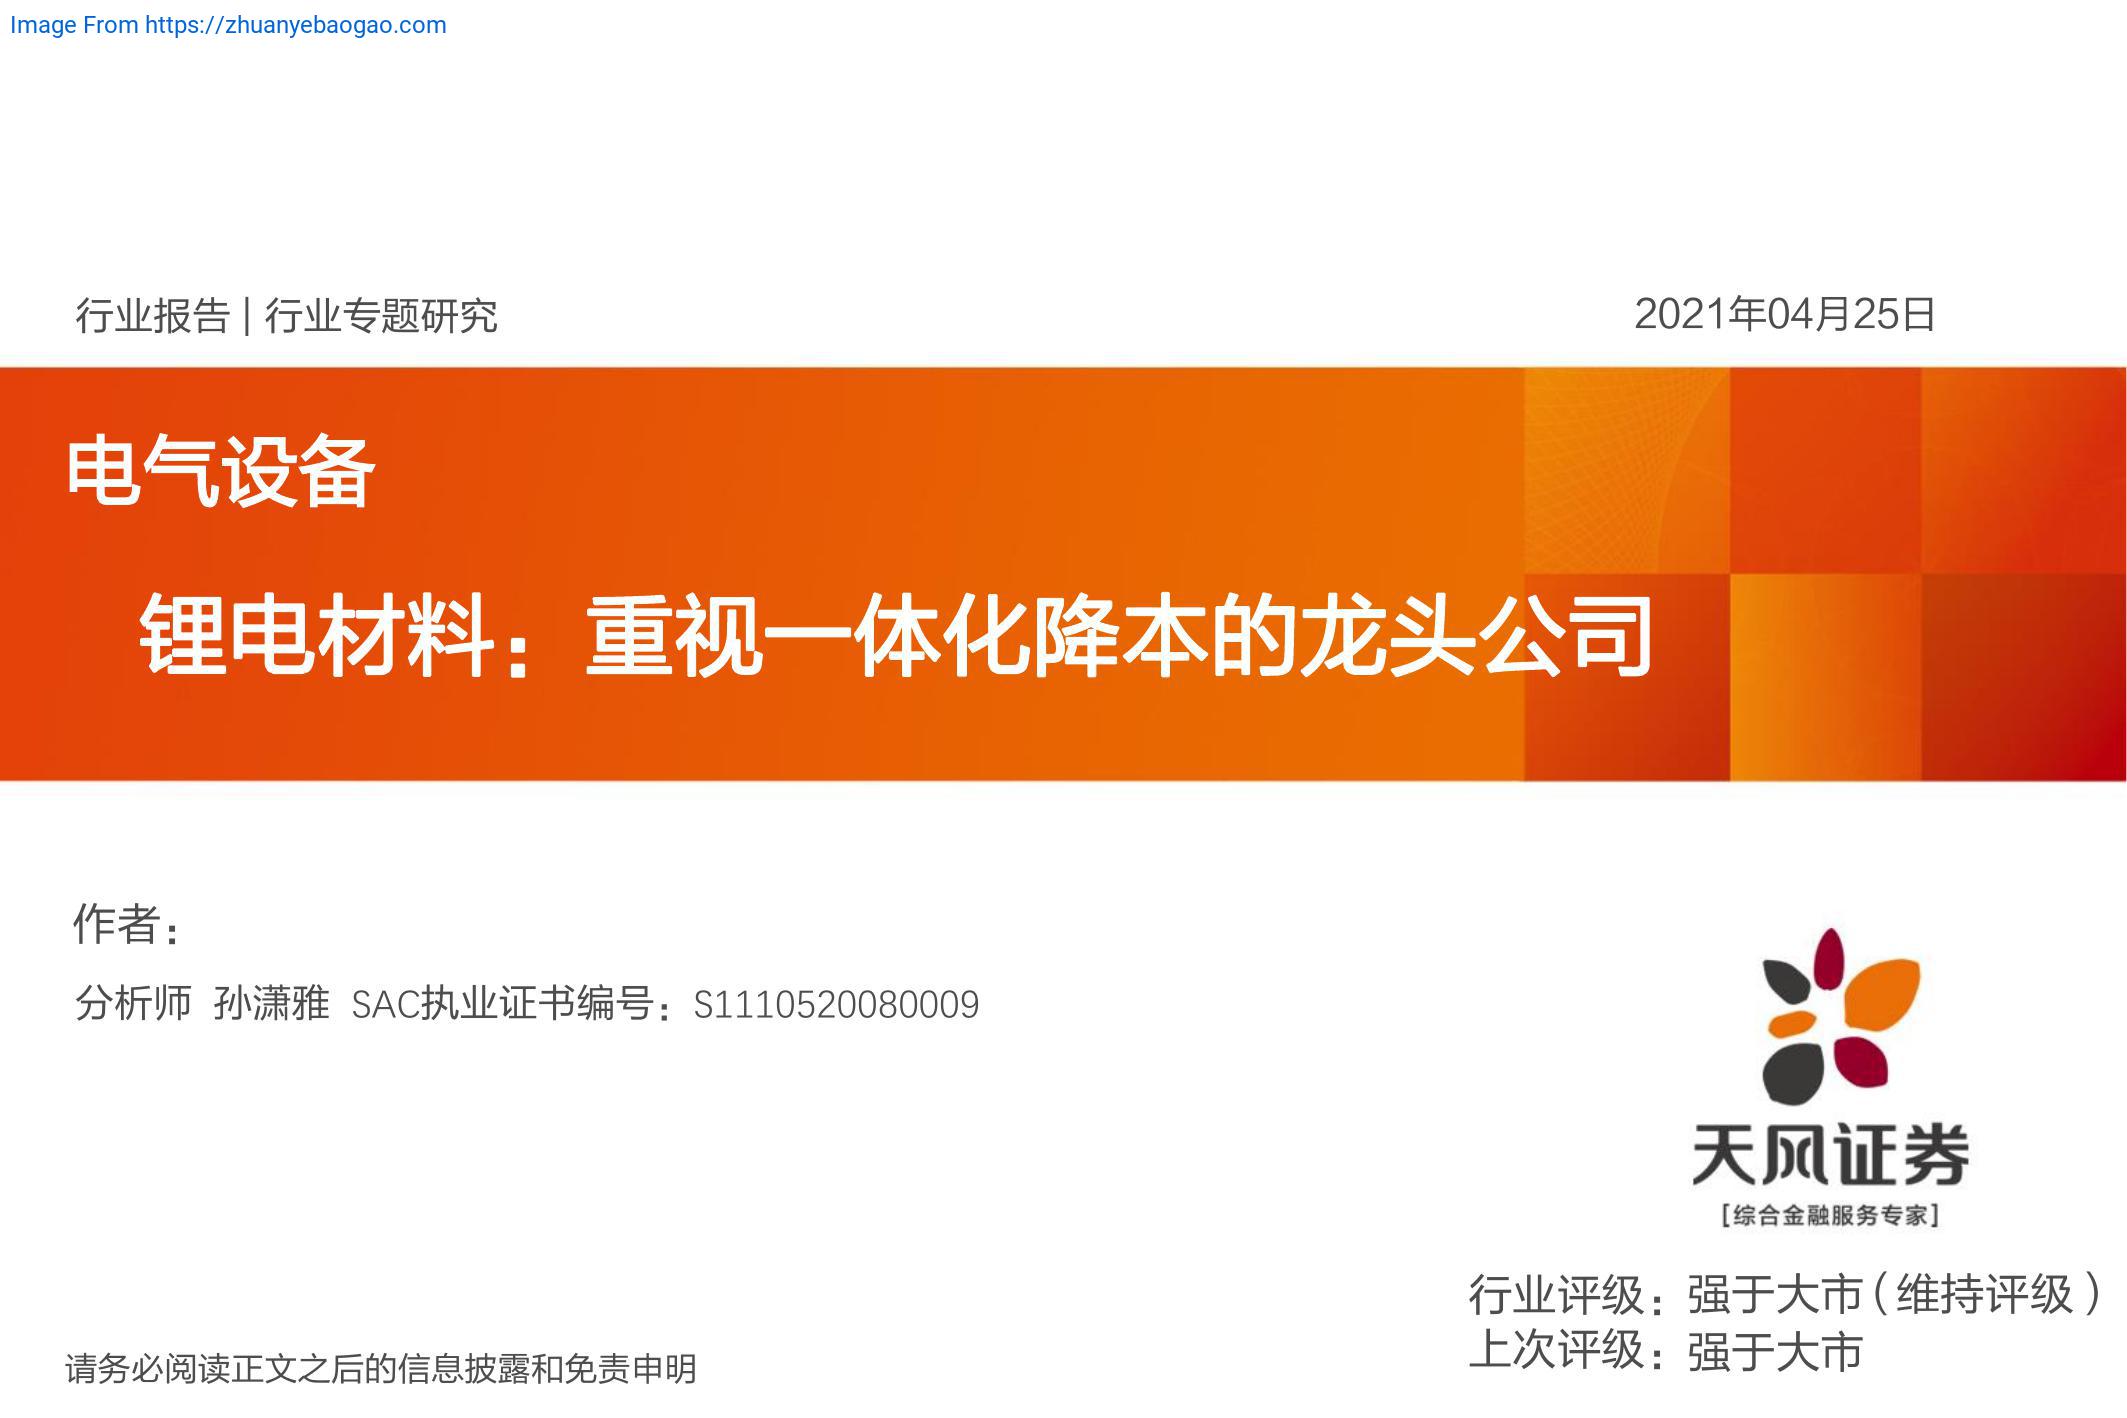 Image From https://zhuanyebaogao.com
行业报告 | 行业专题研究
2021年04月25日
电气设备
锂电材料：重视一体化降本的龙头公司
作者：
分析师 孙潇雅 SAC执业证书编号：S1110520080009
天风证券
[综合金融服务专家]
行业评级：强于大市（维持评级）
上次评级：强于大市
请务必阅读正文之后的信息披露和免责申明